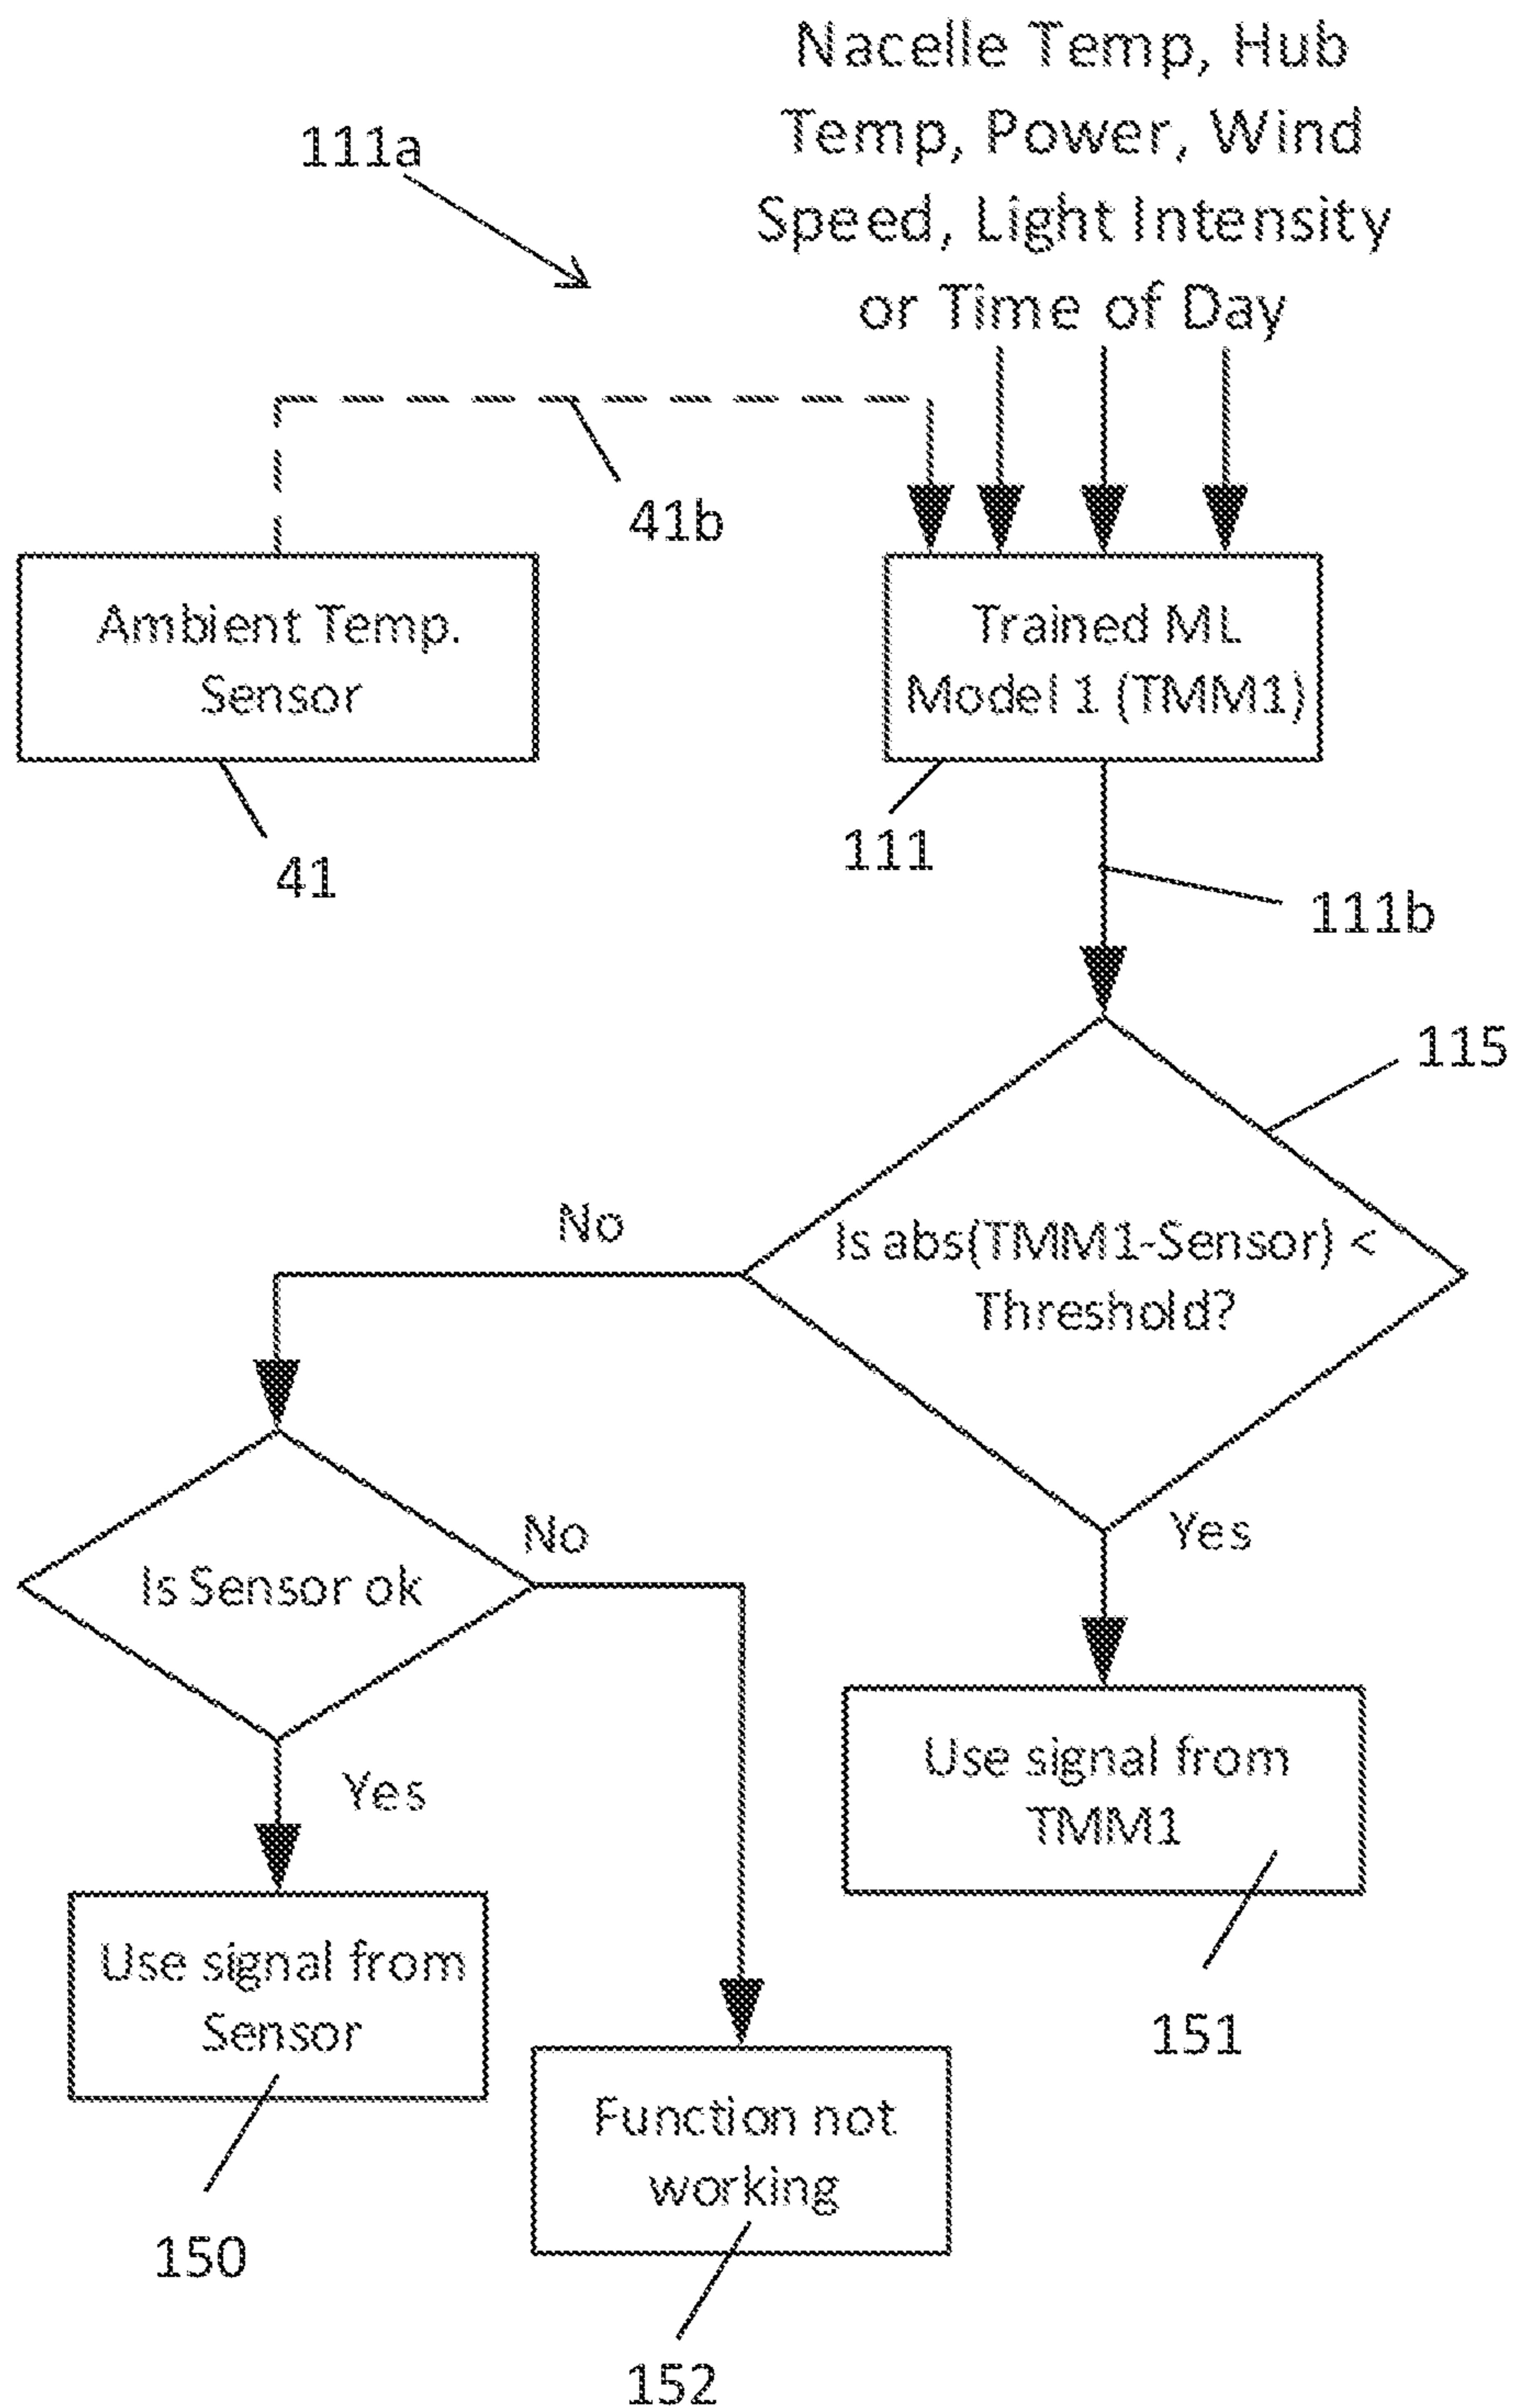 Nacelle Temp, Hub
Temp, Power, Wind
Speed, Light Intensity
or Time of Day
111a
41b
Ambient Temp.
Sensor
Trained ML
Model 1 (TMM1)
41
111
111b
115
Is abs(TMM1-Sensor) <
Threshold?
No
Yes
Is Sensor ok
No
Yes
Use signal from
TMM1
151
Use signal from
Sensor
150
Function not
working
152